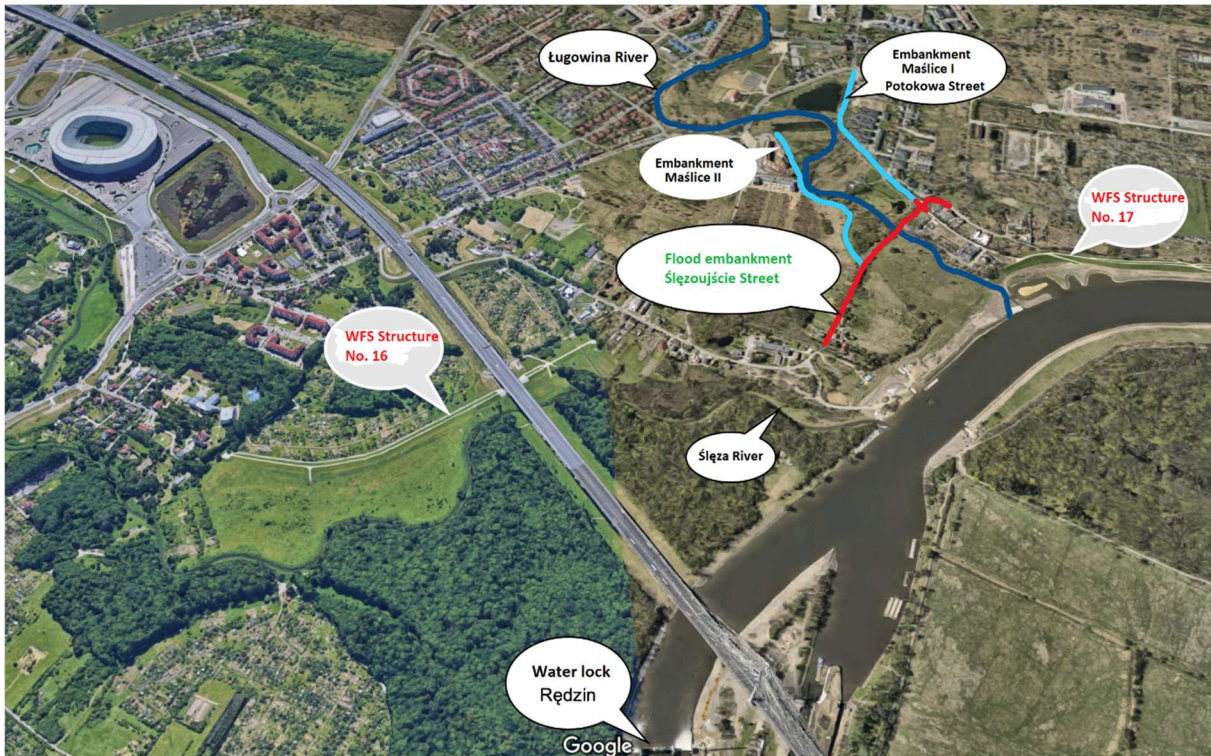 Ługowina River
Embankment
Maślice I
Potokowa Street
Embankment
Maślice II
WFS Structure
No. 17
Flood embankment
Ślęzoujście Street
WFS Structure
No. 16
Ślęza River
Water lock
Rędzin
Google